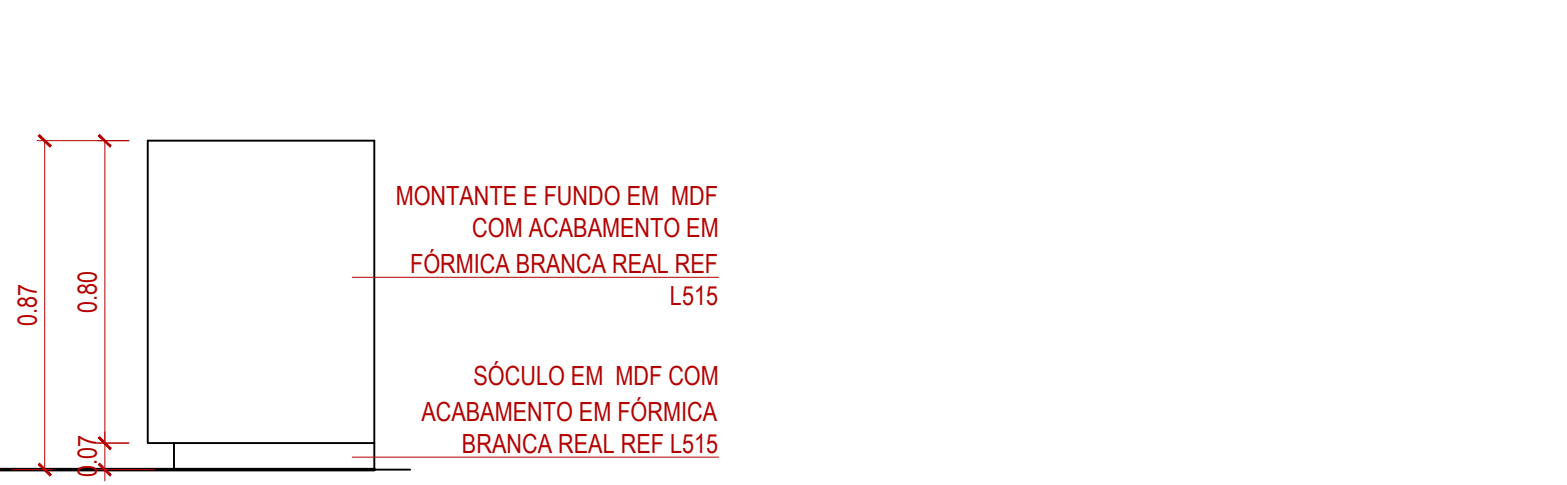 MONTANTE E FUNDO EM  MDF
COM ACABAMENTO EM
FÓRMICA BRANCA REAL REF
L515
0.87
0.80
SÓCULO EM  MDF COM
ACABAMENTO EM FÓRMICA
BRANCA REAL REF L515
0.07